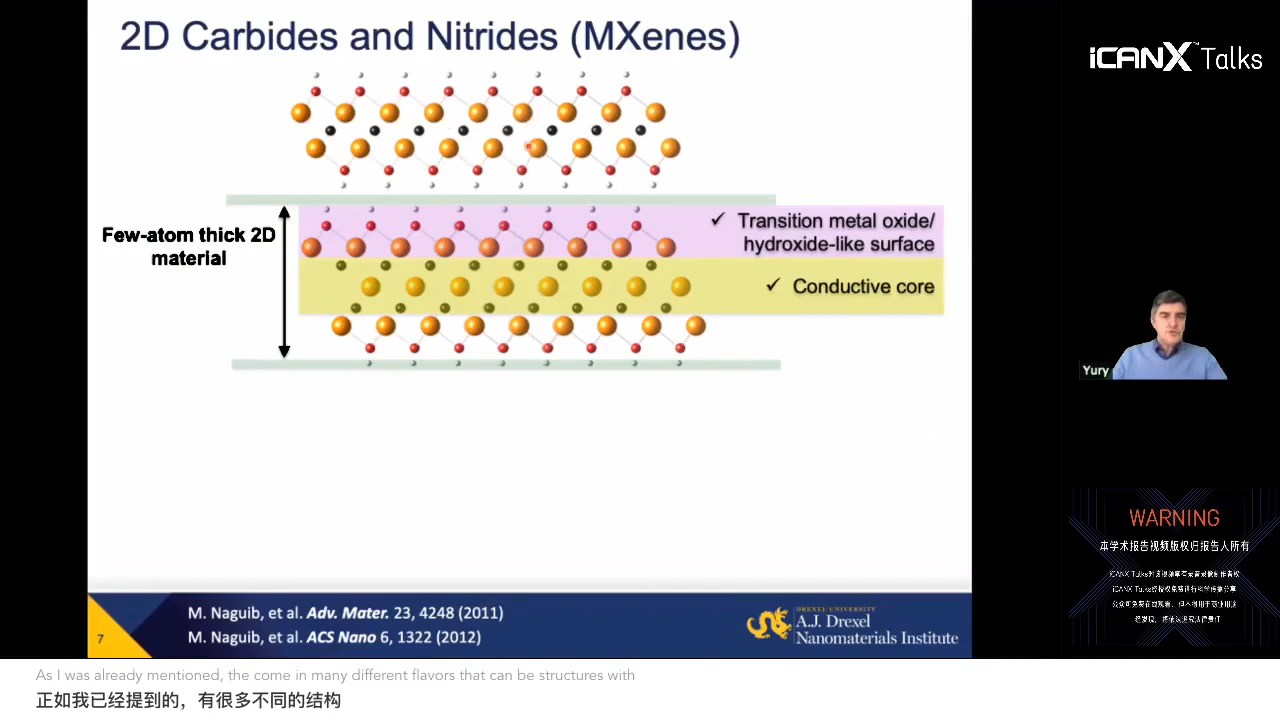 2D Carbides and Nitrides (MXenes)
iCANX™ Talks
Few-atom thick 2D
material
✓ Transition metal oxide/
hydroxide-like surface
✓ Conductive core
Yury
WARNING
本学术报告视频版权归报告人所有
7
M. Naguib, et al. Adv. Mater. 23, 4248 (2011)
M. Naguib, et al. ACS Nano 6, 1322 (2012)
DREXEL UNIVERSITY
A.J. Drexel
Nanomaterials Institute
As I was already mentioned, the come in many different flavors that can be structures with
正如我已经提到的，有很多不同的结构